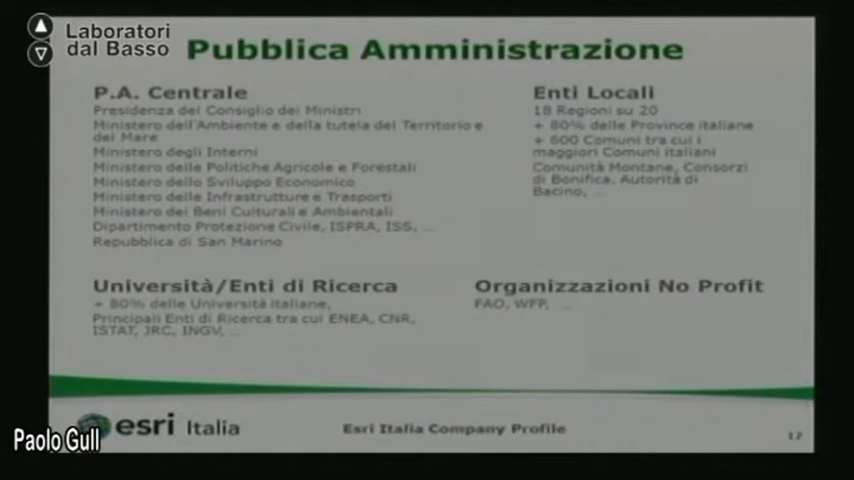 Laboratori
dal Basso
Pubblica Amministrazione
P.A. Centrale
Presidenza del Consiglio dei Ministri
Ministero dell'Ambiente e della tutela del Territorio e
del Mare
Ministero degli Interni
Ministero delle Politiche Agricole e Forestali
Ministero dello Sviluppo Economico
Ministero delle Infrastrutture e Trasporti
Ministero dei Beni Culturali e Ambientali
Dipartimento Protezione Civile, ISPRA, ISS, ...
Repubblica di San Marino
Enti Locali
18 Regioni su 20
+ 80% delle Province italiane
+ 600 Comuni tra cui i
maggiori Comuni italiani
Comunità Montane, Consorzi
di Bonifica, Autorità di
Bacino, ...
Università/Enti di Ricerca
+ 80% delle Università italiane,
Principali Enti di Ricerca tra cui ENEA, CNR,
ISTAT, JRC, INGV, ...
Organizzazioni No Profit
FAO, WFP, ...
esri Italia
Esri Italia Company Profile
17
Paolo Gull